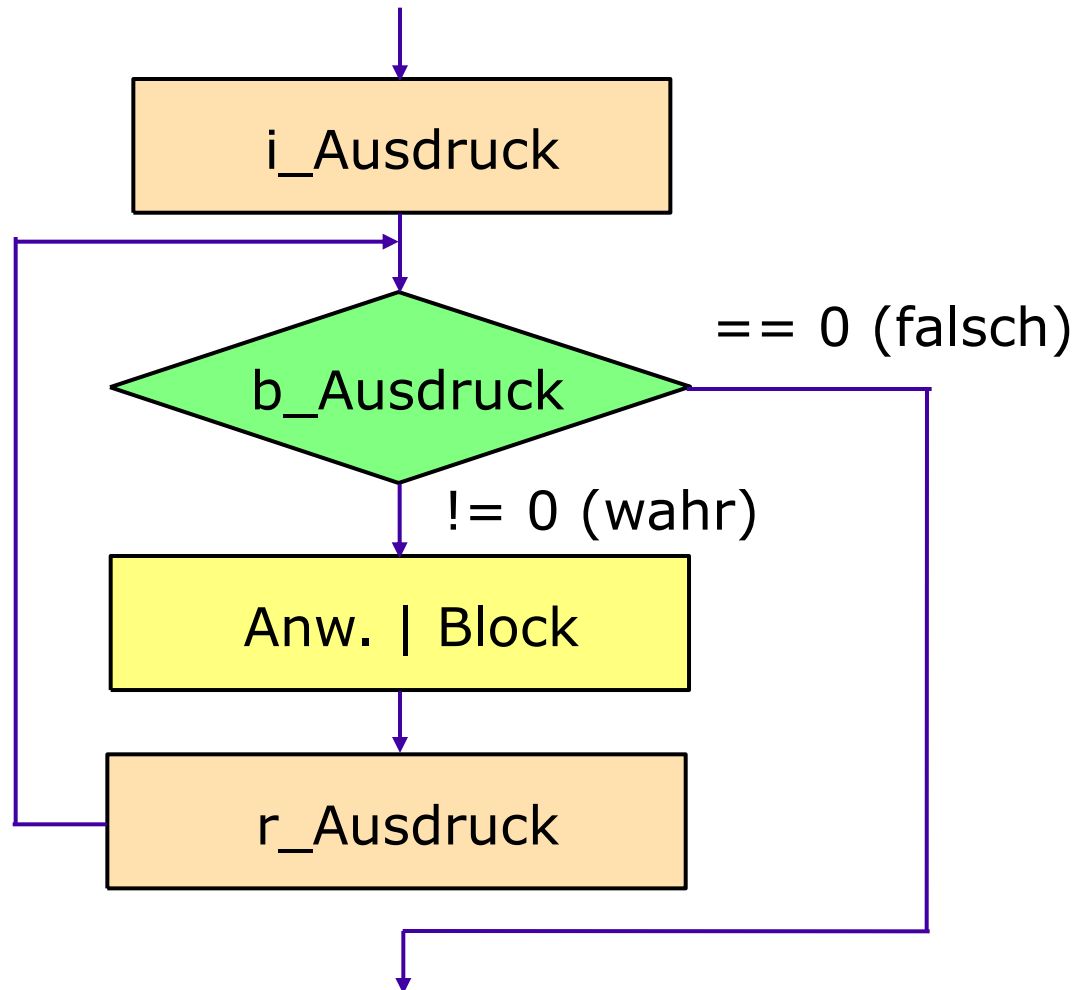 i_Ausdruck
== 0 (falsch)
b_Ausdruck
!= 0 (wahr)
Anw. | Block
r_Ausdruck